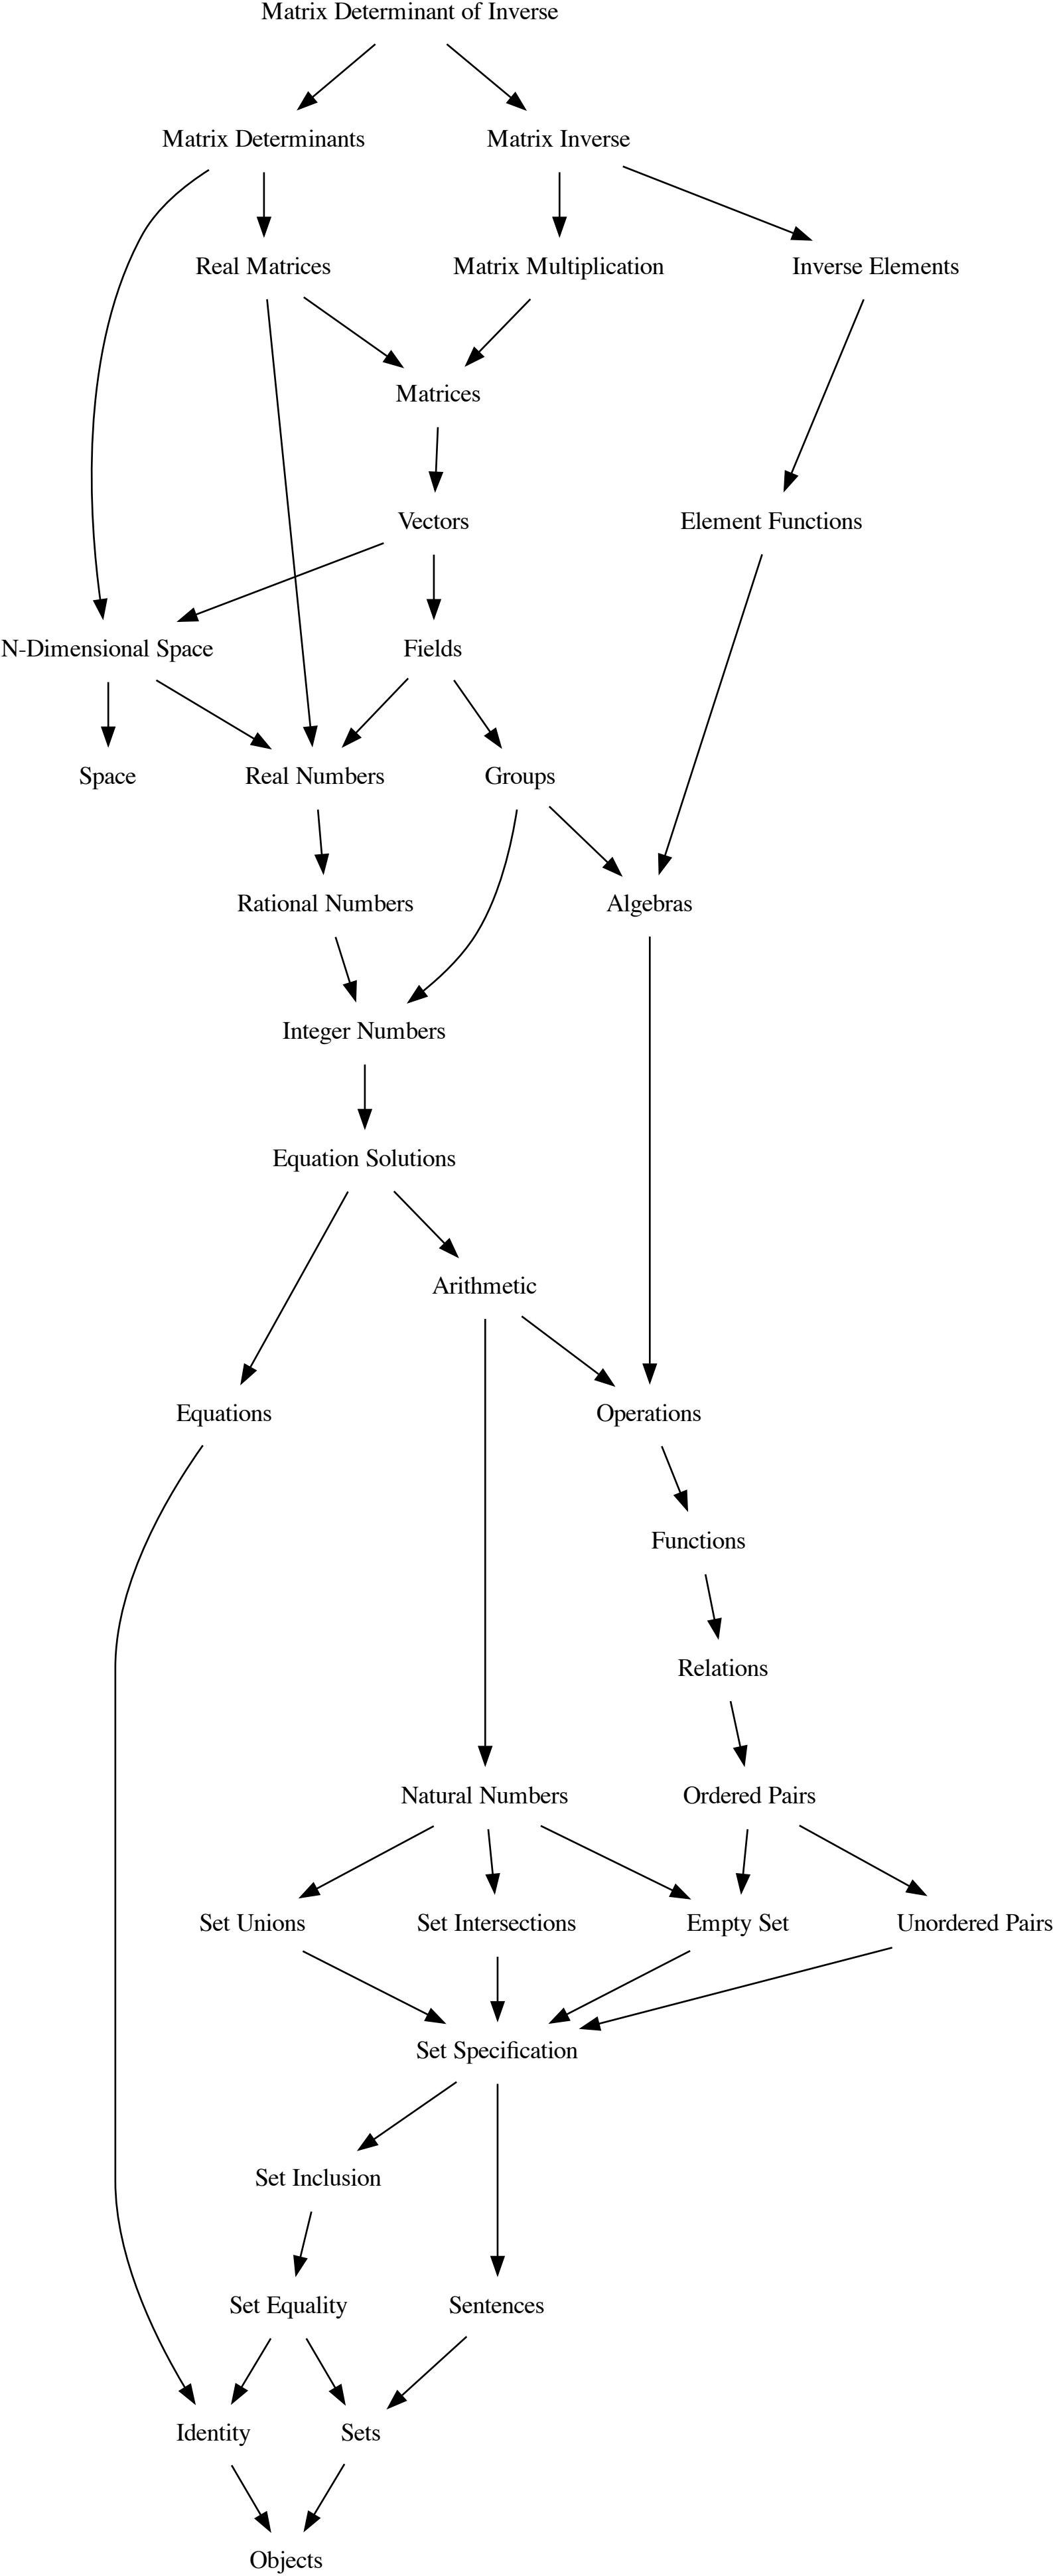 Matrix Determinant of Inverse
Matrix Determinants
Matrix Inverse
Real Matrices
Matrix Multiplication
Inverse Elements
Matrices
Vectors
Element Functions
N-Dimensional Space
Fields
Space
Real Numbers
Groups
Rational Numbers
Algebras
Integer Numbers
Equation Solutions
Arithmetic
Equations
Operations
Functions
Relations
Natural Numbers
Ordered Pairs
Set Unions
Set Intersections
Empty Set
Unordered Pairs
Set Specification
Set Inclusion
Set Equality
Sentences
Identity
Sets
Objects